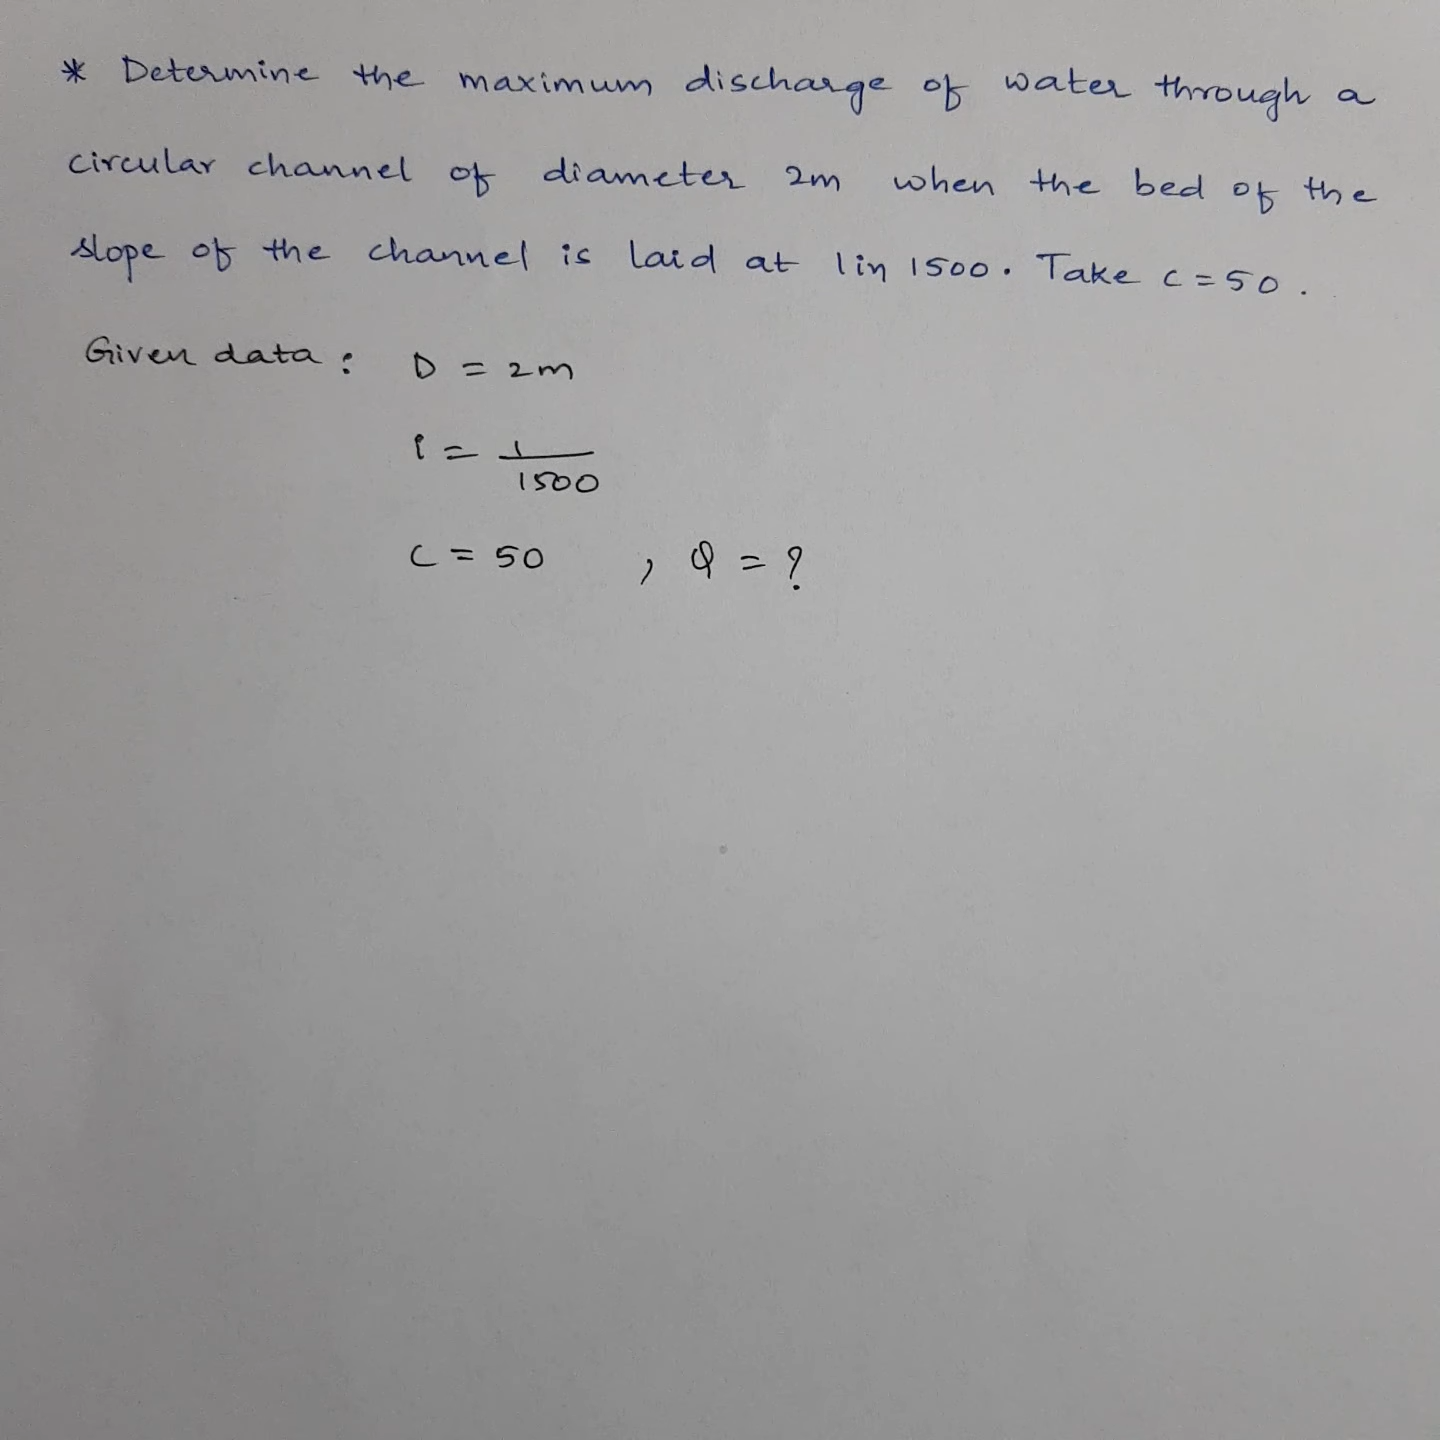 * Determine the maximum discharge of water through a
circular channel of diameter 2m when the bed of the
slope of the channel is laid at 1 in 1500. Take C = 50.
Given data : D = 2m
i = 1/1500
C = 50 , Q = ?